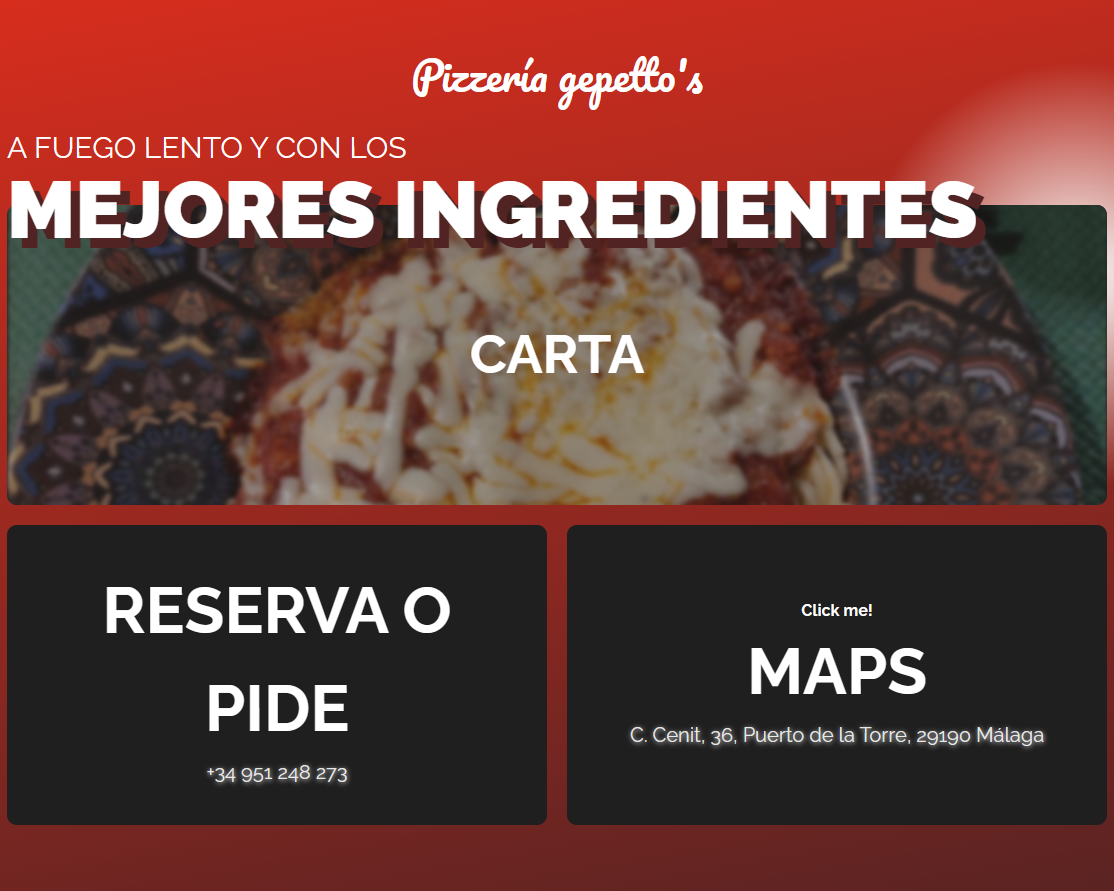 Pizzería gepetto's
A FUEGO LENTO Y CON LOS
MEJORES INGREDIENTES
CARTA
RESERVA O
PIDE
+34 951 248 273
Click me!
MAPS
C. Cenit, 36, Puerto de la Torre, 29190 Málaga